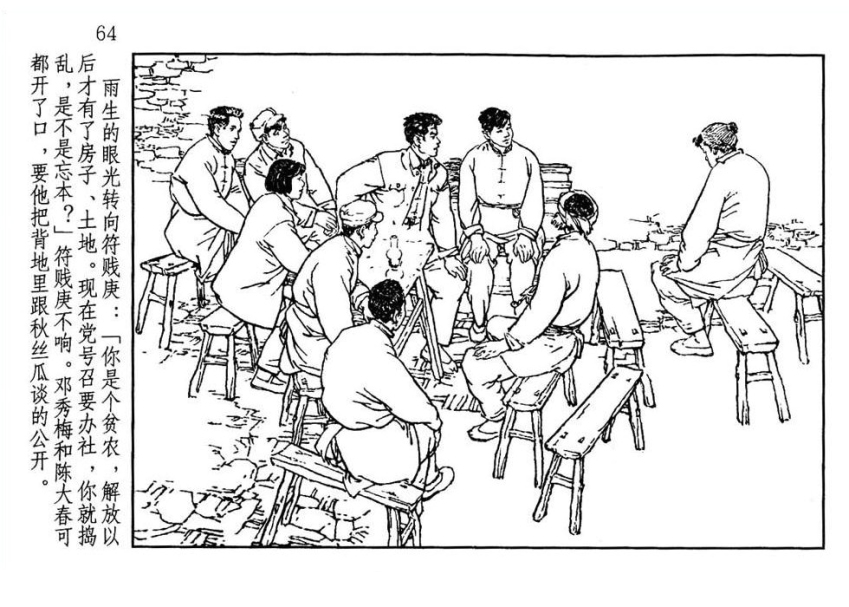 64
雨生的眼光转向符贱庚：「你是个贫农，解放以
后才有了房子、土地。现在党号召要办社，你就捣
乱，是不是忘本？」符贱庚不响。邓秀梅和陈大春可
都开了口，要他把背地里跟秋丝瓜谈的公开。